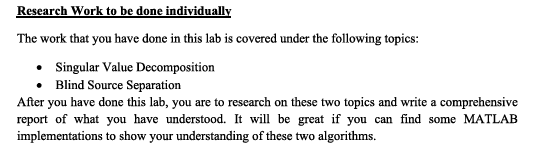 Research Work to be done individually
The work that you have done in this lab is covered under the following topics:
• Singular Value Decomposition
• Blind Source Separation
After you have done this lab, you are to research on these two topics and write a comprehensive
report of what you have understood. It will be great if you can find some MATLAB
implementations to show your understanding of these two algorithms.